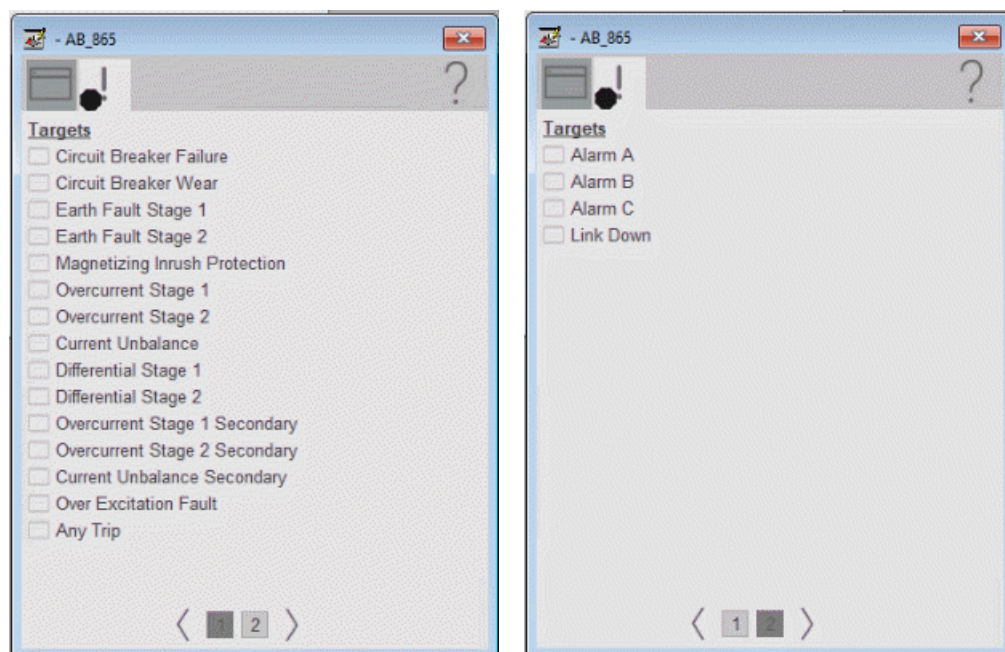 - AB_865
?
Targets
Circuit Breaker Failure
Circuit Breaker Wear
Earth Fault Stage 1
Earth Fault Stage 2
Magnetizing Inrush Protection
Overcurrent Stage 1
Overcurrent Stage 2
Current Unbalance
Differential Stage 1
Differential Stage 2
Overcurrent Stage 1 Secondary
Overcurrent Stage 2 Secondary
Current Unbalance Secondary
Over Excitation Fault
Any Trip
1 2
- AB_865
?
Targets
Alarm A
Alarm B
Alarm C
Link Down
1 2